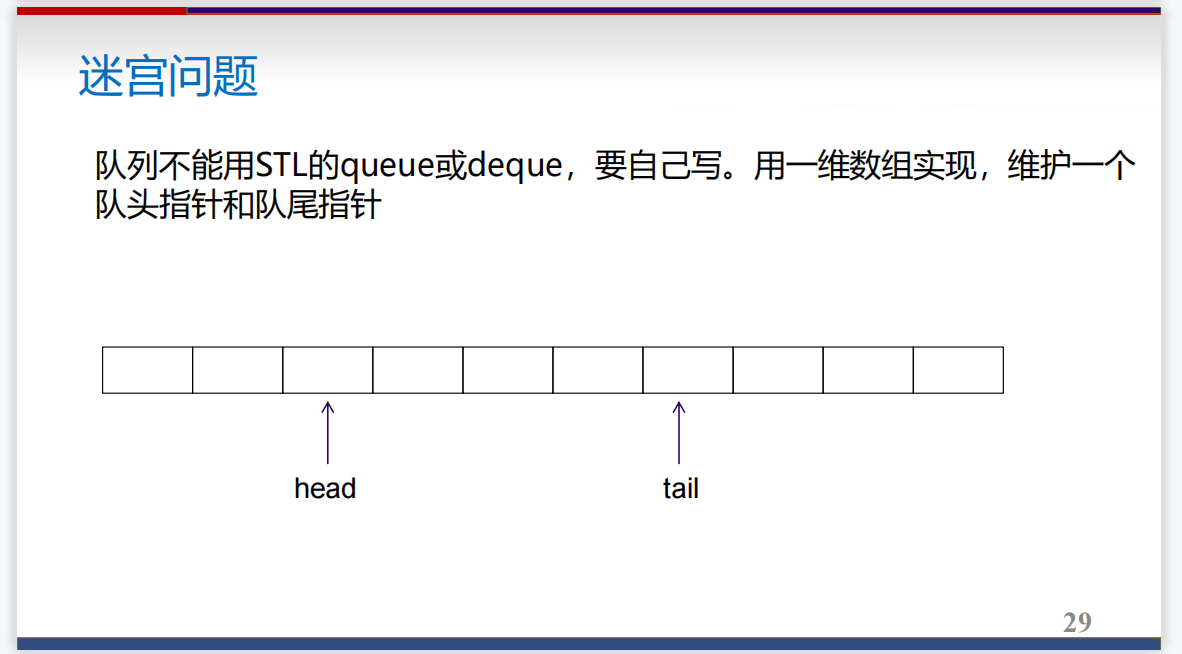 迷宫问题
队列不能用STL的queue或deque，要自己写。用一维数组实现，维护一个
队头指针和队尾指针
head
tail
29